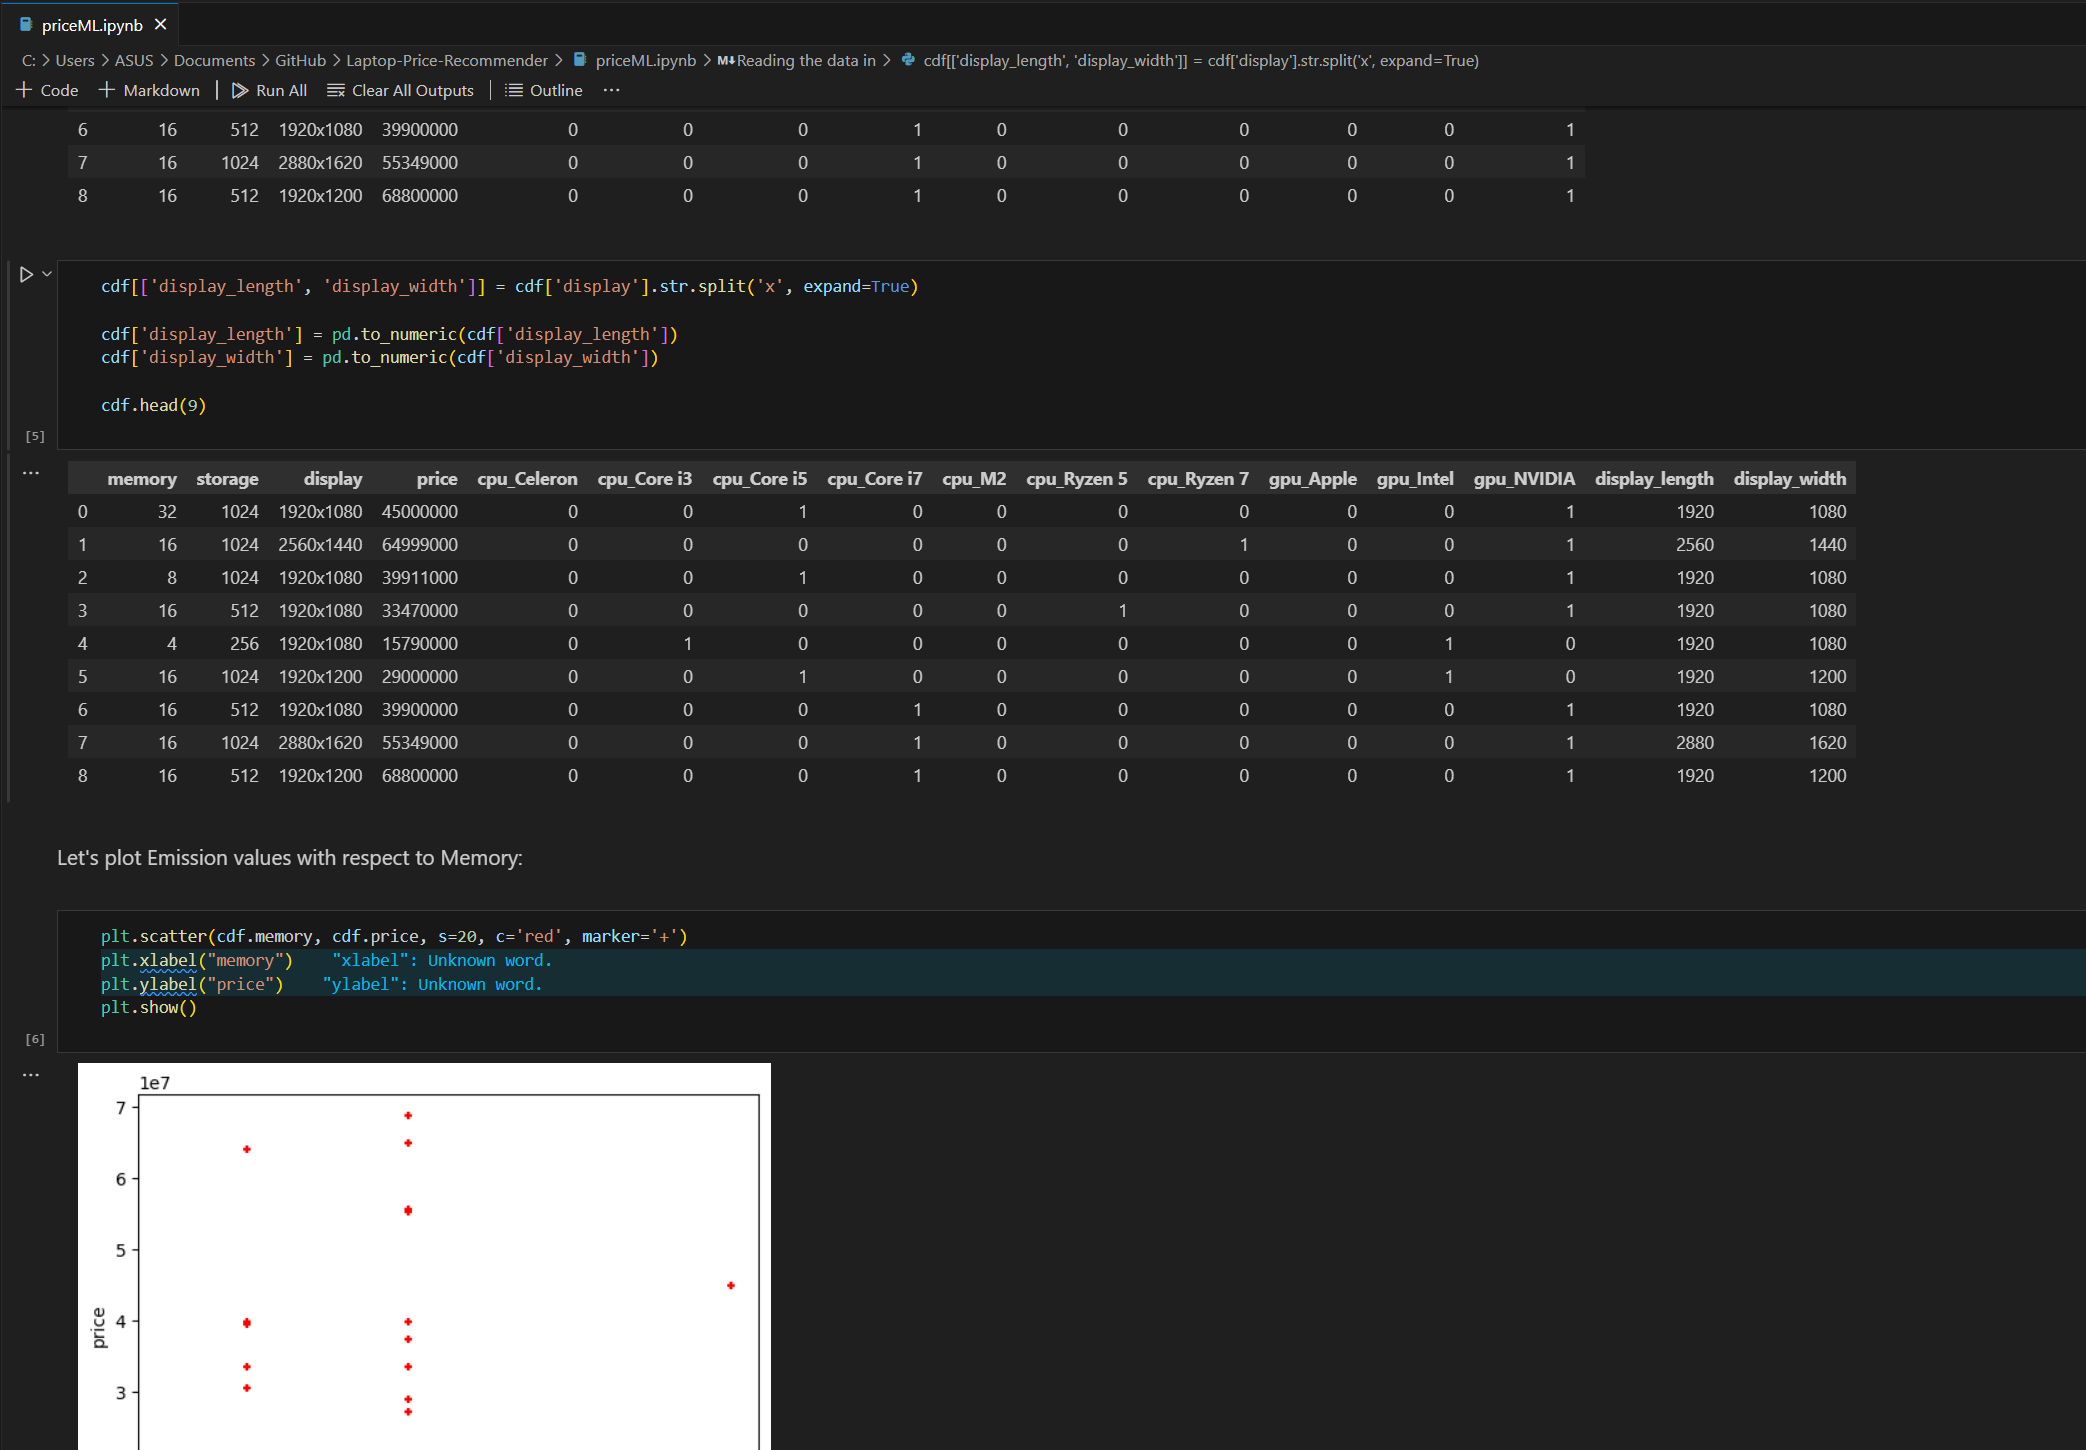 priceML.ipynb
C: > Users > ASUS > Documents > GitHub > Laptop-Price-Recommender > priceML.ipynb > M↓Reading the data in > cdf[['display_length', 'display_width']] = cdf['display'].str.split('x', expand=True)
+ Code + Markdown | Run All Clear All Outputs | Outline ...
6 16 512 1920x1080 39900000 0 0 0 1 0 0 0 0 0 1
7 16 1024 2880x1620 55349000 0 0 0 1 0 0 0 0 0 1
8 16 512 1920x1200 68800000 0 0 0 1 0 0 0 0 0 1
cdf[['display_length', 'display_width']] = cdf['display'].str.split('x', expand=True)
cdf['display_length'] = pd.to_numeric(cdf['display_length'])
cdf['display_width'] = pd.to_numeric(cdf['display_width'])
cdf.head(9)
[5]
...
memory storage display price cpu_Celeron cpu_Core i3 cpu_Core i5 cpu_Core i7 cpu_M2 cpu_Ryzen 5 cpu_Ryzen 7 gpu_Apple gpu_Intel gpu_NVIDIA display_length display_width
0 32 1024 1920x1080 45000000 0 0 1 0 0 0 0 0 0 1 1920 1080
1 16 1024 2560x1440 64999000 0 0 0 0 0 0 1 0 0 1 2560 1440
2 8 1024 1920x1080 39911000 0 0 1 0 0 0 0 0 0 1 1920 1080
3 16 512 1920x1080 33470000 0 0 0 0 0 1 0 0 0 1 1920 1080
4 4 256 1920x1080 15790000 0 1 0 0 0 0 0 0 1 0 1920 1080
5 16 1024 1920x1200 29000000 0 0 1 0 0 0 0 0 1 0 1920 1200
6 16 512 1920x1080 39900000 0 0 0 1 0 0 0 0 0 1 1920 1080
7 16 1024 2880x1620 55349000 0 0 0 1 0 0 0 0 0 1 2880 1620
8 16 512 1920x1200 68800000 0 0 0 1 0 0 0 0 0 1 1920 1200
Let's plot Emission values with respect to Memory:
plt.scatter(cdf.memory, cdf.price, s=20, c='red', marker='+')
plt.xlabel("memory") "xlabel": Unknown word.
plt.ylabel("price") "ylabel": Unknown word.
plt.show()
[6]
...
1e7
7
6
5
4
3
price